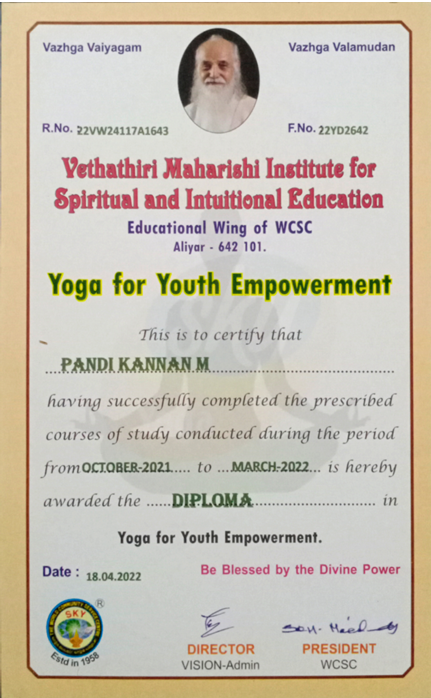 Vazhga Vaiyagam Vazhga Valamudan
R.No. 22VW24117A1643 F.No. 22YD2642
Vethathiri Maharishi Institute for
Spiritual and Intuitional Education
Educational Wing of WCSC
Aliyar - 642 101.
Yoga for Youth Empowerment
This is to certify that
PANDI KANNAN M
having successfully completed the prescribed
courses of study conducted during the period
from OCTOBER-2021..... to ....MARCH-2022... is hereby
awarded the ......DIPLOMA.............................. in
Yoga for Youth Empowerment.
Date : 18.04.2022 Be Blessed by the Divine Power
SKY
Estd in 1958
DIRECTOR PRESIDENT
VISION-Admin WCSC